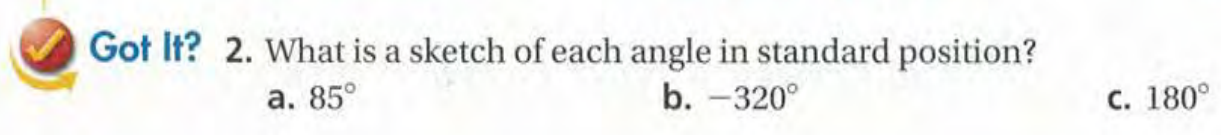 Got It? 2. What is a sketch of each angle in standard position?
a. 85° b. −320° c. 180°